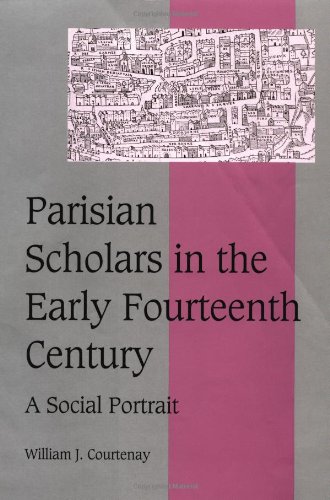 Parisian
Scholars in the
Early Fourteenth
Century
A Social Portrait
William J. Courtenay